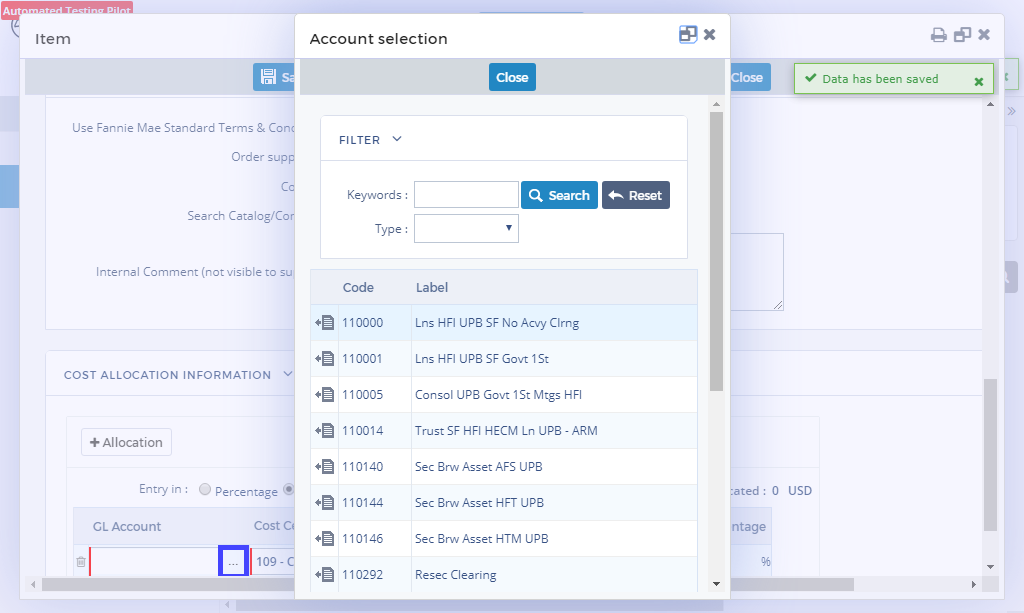 Automated Testing Pilot
Item
Account selection
Close
Close
Data has been saved
Use Fannie Mae Standard Terms & Cond
Order supp
Search Catalog/Con
Internal Comment (not visible to su
FILTER
Keywords :
Search
Reset
Type :
Code Label
110000 Lns HFI UPB SF No Acvy Clrng
110001 Lns HFI UPB SF Govt 1St
110005 Consol UPB Govt 1St Mtgs HFI
110014 Trust SF HFI HECM Ln UPB - ARM
110140 Sec Brw Asset AFS UPB
110144 Sec Brw Asset HFT UPB
110146 Sec Brw Asset HTM UPB
110292 Resec Clearing
COST ALLOCATION INFORMATION
Allocation
Entry in : Percentage
cated : 0 USD
GL Account Cost Ce ntage
... 109 - C %